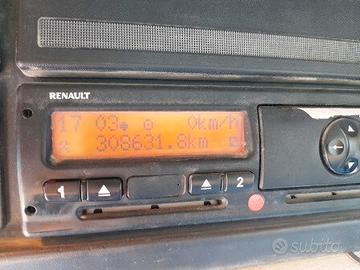 RENAULT
17 03 0km/h
308631.8km
1 2
subito